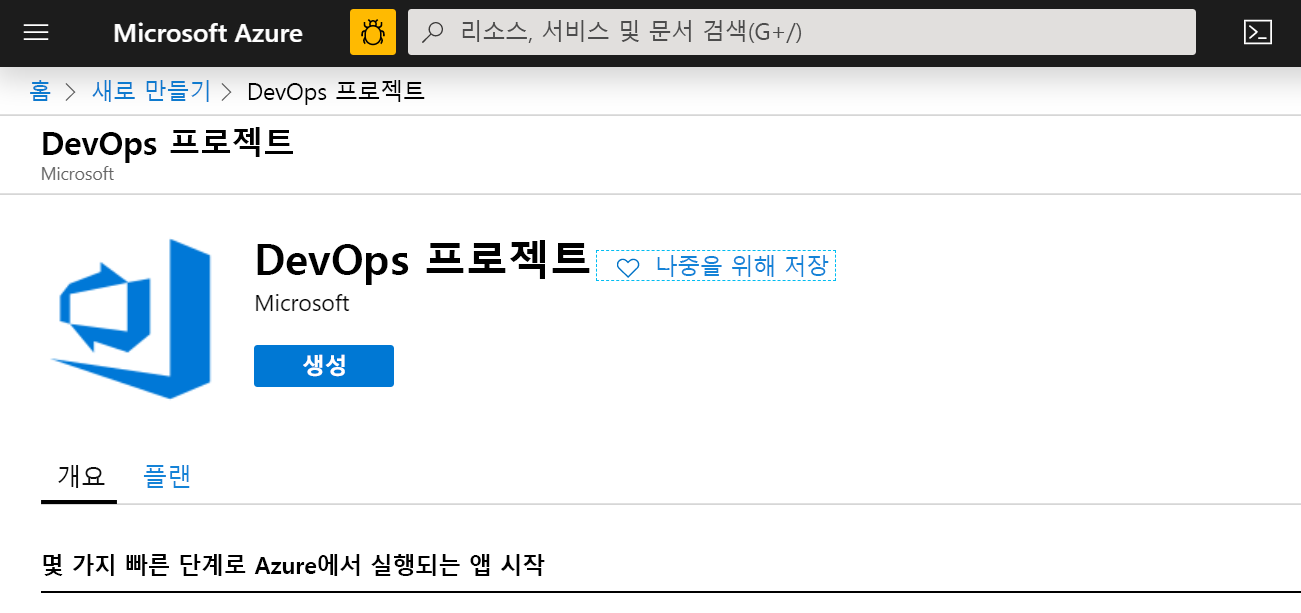 Microsoft Azure 리소스, 서비스 및 문서 검색(G+/)
홈 > 새로 만들기 > DevOps 프로젝트
DevOps 프로젝트
Microsoft
DevOps 프로젝트 나중을 위해 저장
Microsoft
생성
개요 플랜
몇 가지 빠른 단계로 Azure에서 실행되는 앱 시작